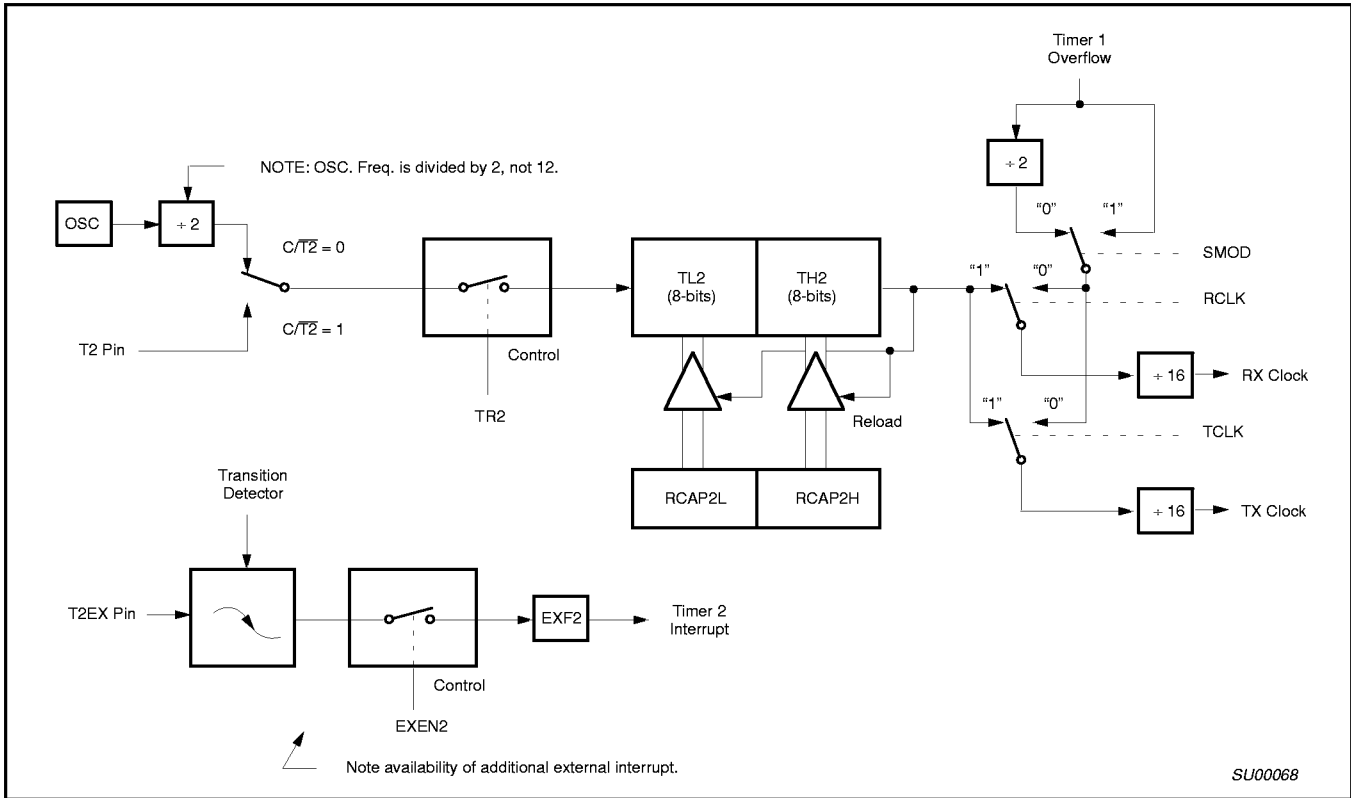 Timer 1
Overflow
÷ 2
NOTE: OSC. Freq. is divided by 2, not 12.
OSC
÷ 2
"0"
"1"
C/T̅2̅ = 0
SMOD
TL2
(8-bits)
TH2
(8-bits)
"1"
"0"
RCLK
C/T̅2̅ = 1
T2 Pin
Control
÷ 16
RX Clock
TR2
Reload
"1"
"0"
TCLK
Transition
Detector
RCAP2L
RCAP2H
÷ 16
TX Clock
T2EX Pin
EXF2
Timer 2
Interrupt
Control
EXEN2
Note availability of additional external interrupt.
SU00068